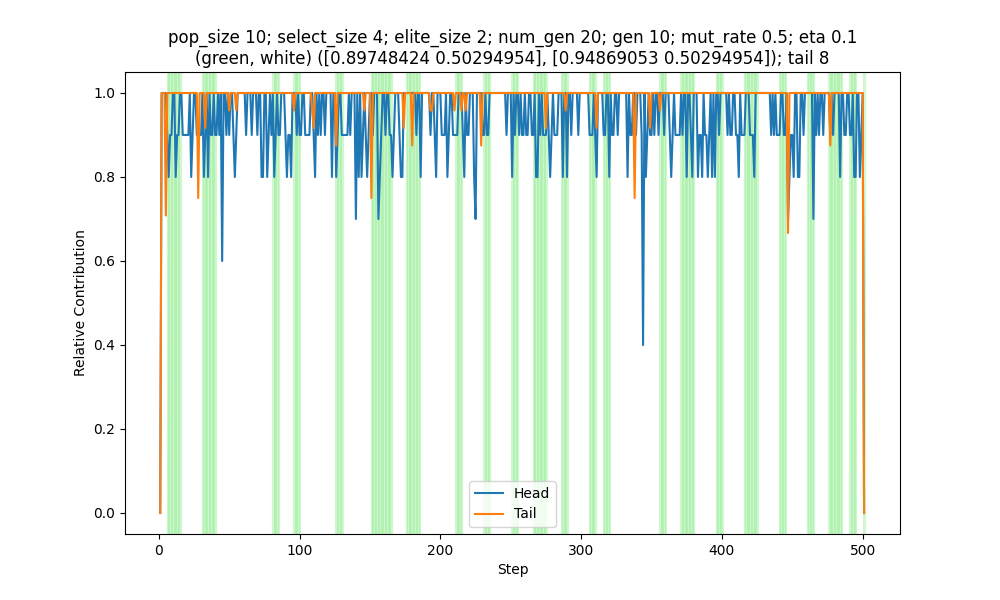 pop_size 10; select_size 4; elite_size 2; num_gen 20; gen 10; mut_rate 0.5; eta 0.1
(green, white) ([0.89748424 0.50294954], [0.94869053 0.50294954]); tail 8
1.0
0.8
0.6
0.4
0.2
0.0
Relative Contribution
Head
Tail
0
100
200
300
400
500
Step